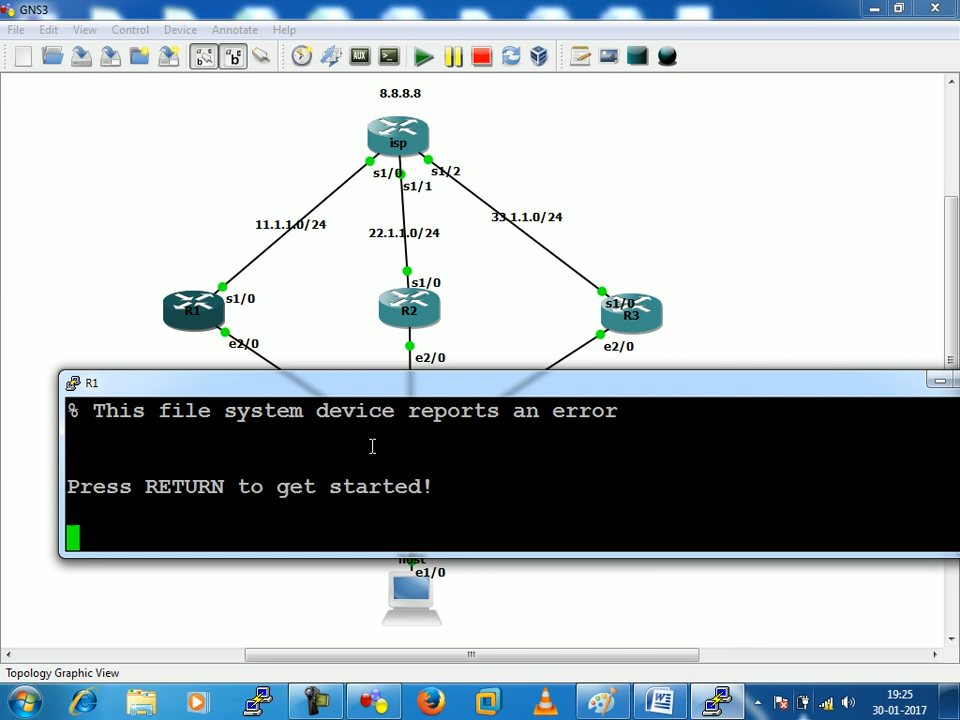 GNS3
File Edit View Control Device Annotate Help
8.8.8.8
isp
s1/0
s1/2
s1/1
11.1.1.0/24
33.1.1.0/24
22.1.1.0/24
s1/0
s1/0
s1/0
R1
R2
R3
e2/0
e2/0
e2/0
R1
% This file system device reports an error
Press RETURN to get started!
host
e1/0
Topology Graphic View
19:25
30-01-2017